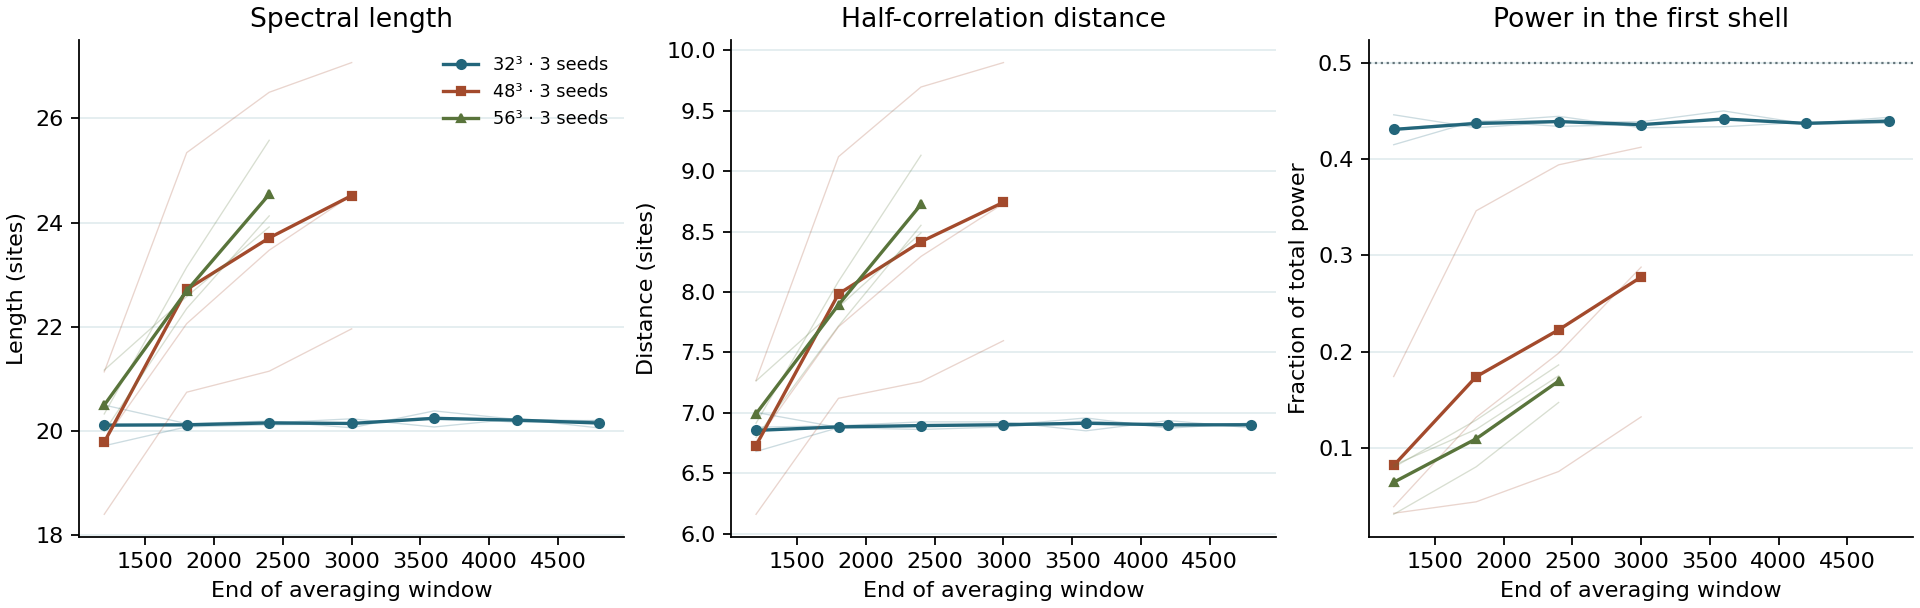 Spectral length
Length (sites)
26
24
22
20
18
1500 2000 2500 3000 3500 4000 4500
End of averaging window
32³ · 3 seeds
48³ · 3 seeds
56³ · 3 seeds
Half-correlation distance
Distance (sites)
10.0
9.5
9.0
8.5
8.0
7.5
7.0
6.5
6.0
1500 2000 2500 3000 3500 4000 4500
End of averaging window
Power in the first shell
Fraction of total power
0.5
0.4
0.3
0.2
0.1
1500 2000 2500 3000 3500 4000 4500
End of averaging window